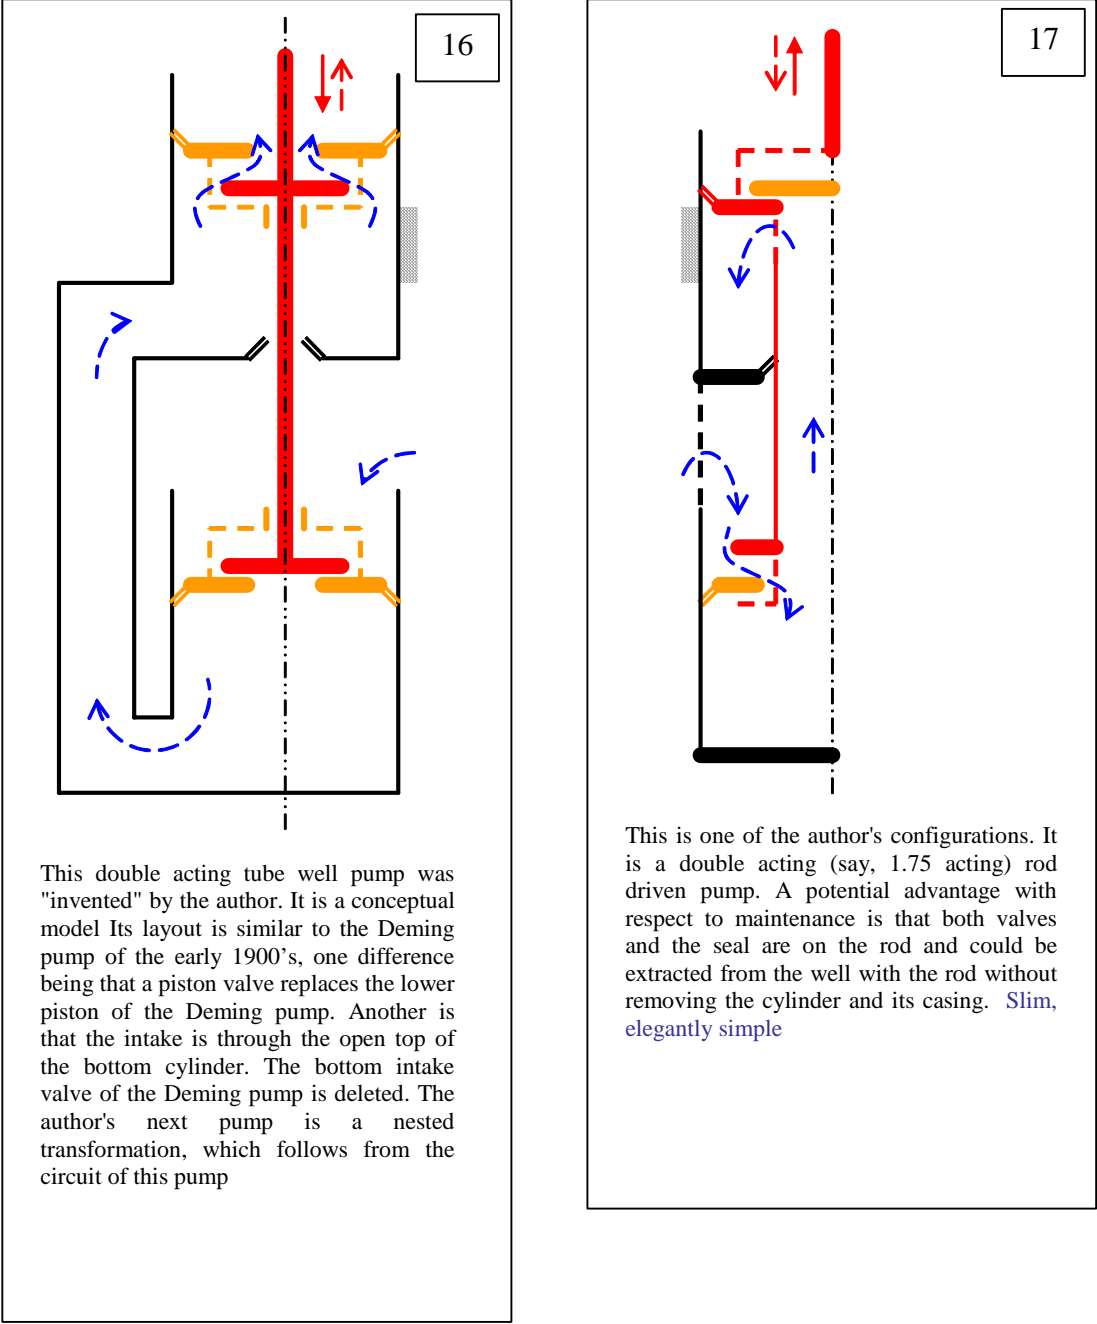 16
This double acting tube well pump was
"invented" by the author. It is a conceptual
model Its layout is similar to the Deming
pump of the early 1900’s, one difference
being that a piston valve replaces the lower
piston of the Deming pump. Another is
that the intake is through the open top of
the bottom cylinder. The bottom intake
valve of the Deming pump is deleted. The
author's next pump is a nested
transformation, which follows from the
circuit of this pump
17
This is one of the author's configurations. It
is a double acting (say, 1.75 acting) rod
driven pump. A potential advantage with
respect to maintenance is that both valves
and the seal are on the rod and could be
extracted from the well with the rod without
removing the cylinder and its casing. Slim,
elegantly simple